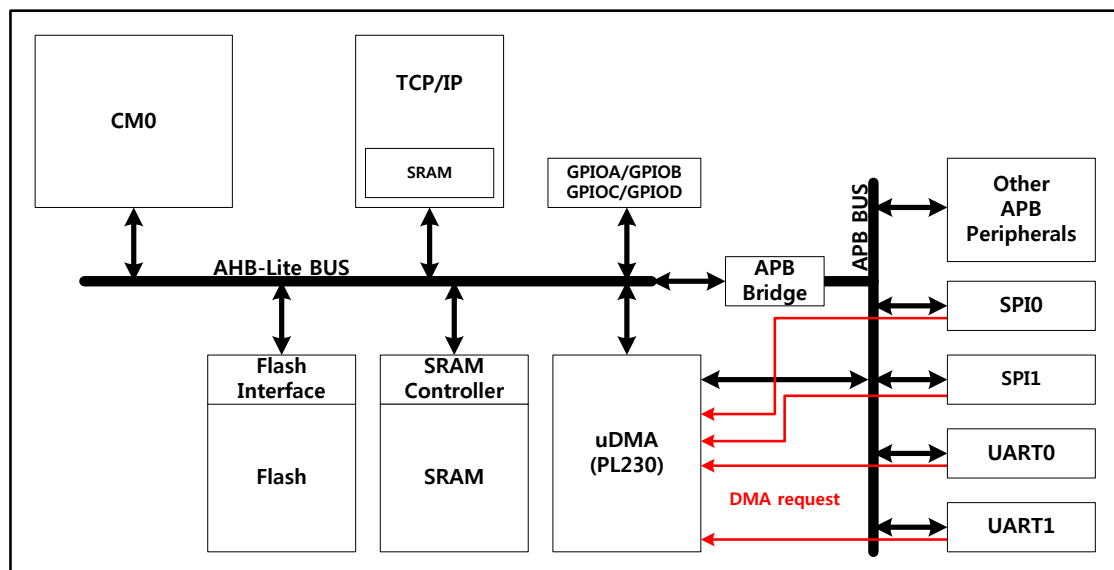 CM0
TCP/IP
SRAM
GPIOA/GPIOB
GPIOC/GPIOD
APB BUS
Other
APB
Peripherals
AHB-Lite BUS
APB
Bridge
SPI0
Flash
Interface
SRAM
Controller
SPI1
uDMA
(PL230)
UART0
Flash
SRAM
DMA request
UART1